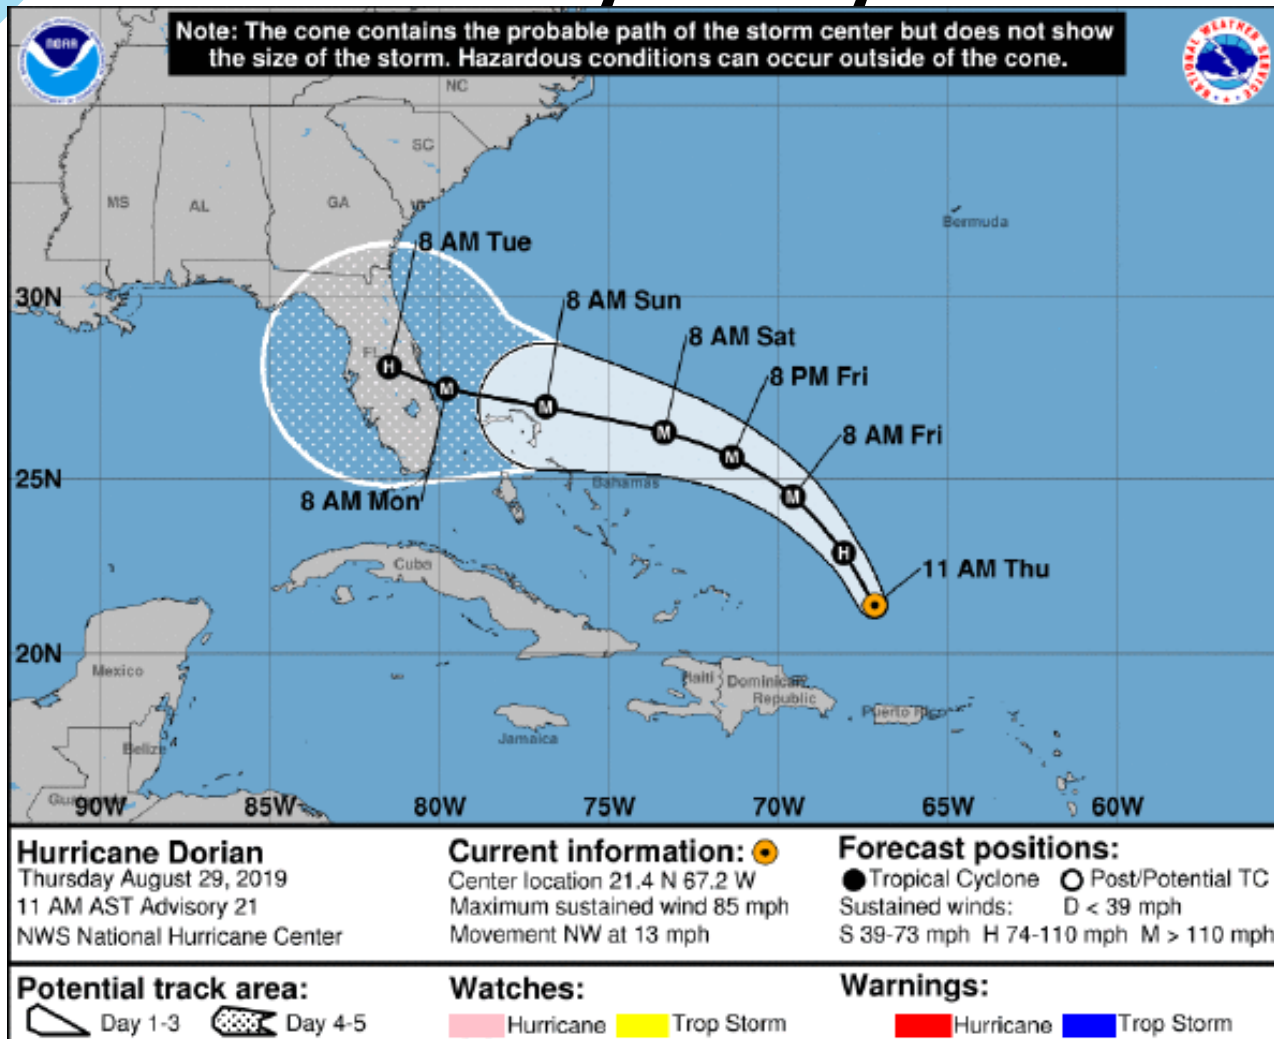 Note: The cone contains the probable path of the storm center but does not show
the size of the storm. Hazardous conditions can occur outside of the cone.
NOAA
NATIONAL WEATHER SERVICE
NC
SC
MS
AL
GA
Bermuda
8 AM Tue
30N
8 AM Sun
8 AM Sat
FL
8 PM Fri
H
M
M
M
M
8 AM Fri
25N
Bahamas
M
8 AM Mon
H
Cuba
11 AM Thu
20N
Mexico
Haiti
Dominican
Republic
Puerto Rico
Jamaica
Belize
90W
85W
80W
75W
70W
65W
60W
Hurricane Dorian
Thursday August 29, 2019
11 AM AST Advisory 21
NWS National Hurricane Center
Current information:
Center location 21.4 N 67.2 W
Maximum sustained wind 85 mph
Movement NW at 13 mph
Forecast positions:
Tropical Cyclone Post/Potential TC
Sustained winds: D < 39 mph
S 39-73 mph H 74-110 mph M > 110 mph
Potential track area:
Day 1-3 Day 4-5
Watches:
Hurricane Trop Storm
Warnings:
Hurricane Trop Storm